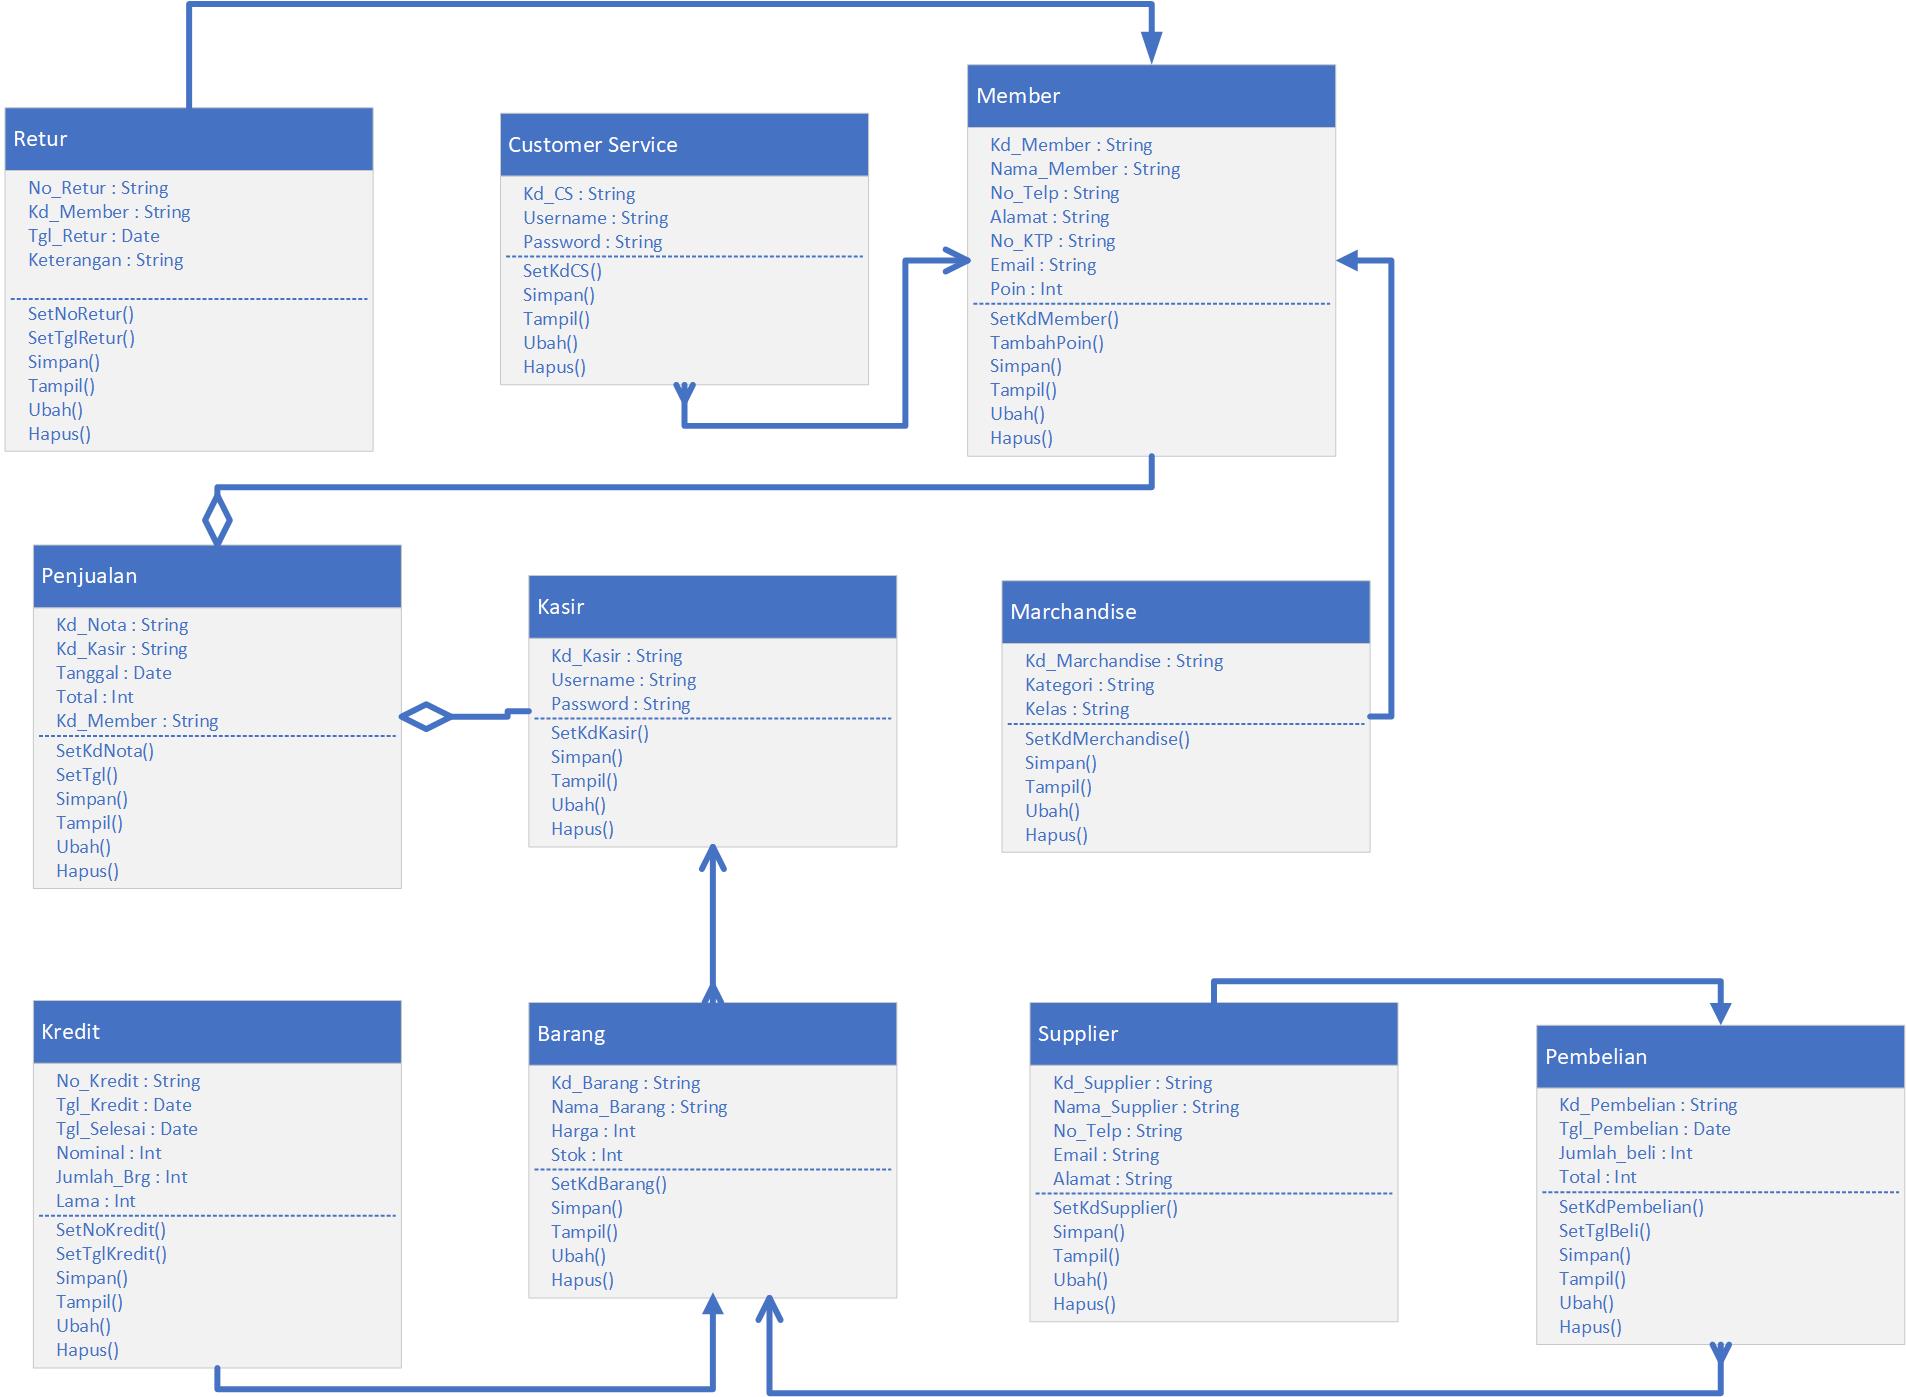 Retur
No_Retur : String
Kd_Member : String
Tgl_Retur : Date
Keterangan : String
SetNoRetur()
SetTglRetur()
Simpan()
Tampil()
Ubah()
Hapus()
Customer Service
Kd_CS : String
Username : String
Password : String
SetKdCS()
Simpan()
Tampil()
Ubah()
Hapus()
Member
Kd_Member : String
Nama_Member : String
No_Telp : String
Alamat : String
No_KTP : String
Email : String
Poin : Int
SetKdMember()
TambahPoin()
Simpan()
Tampil()
Ubah()
Hapus()
Penjualan
Kd_Nota : String
Kd_Kasir : String
Tanggal : Date
Total : Int
Kd_Member : String
SetKdNota()
SetTgl()
Simpan()
Tampil()
Ubah()
Hapus()
Kasir
Kd_Kasir : String
Username : String
Password : String
SetKdKasir()
Simpan()
Tampil()
Ubah()
Hapus()
Marchandise
Kd_Marchandise : String
Kategori : String
Kelas : String
SetKdMerchandise()
Simpan()
Tampil()
Ubah()
Hapus()
Kredit
No_Kredit : String
Tgl_Kredit : Date
Tgl_Selesai : Date
Nominal : Int
Jumlah_Brg : Int
Lama : Int
SetNoKredit()
SetTglKredit()
Simpan()
Tampil()
Ubah()
Hapus()
Barang
Kd_Barang : String
Nama_Barang : String
Harga : Int
Stok : Int
SetKdBarang()
Simpan()
Tampil()
Ubah()
Hapus()
Supplier
Kd_Supplier : String
Nama_Supplier : String
No_Telp : String
Email : String
Alamat : String
SetKdSupplier()
Simpan()
Tampil()
Ubah()
Hapus()
Pembelian
Kd_Pembelian : String
Tgl_Pembelian : Date
Jumlah_beli : Int
Total : Int
SetKdPembelian()
SetTglBeli()
Simpan()
Tampil()
Ubah()
Hapus()